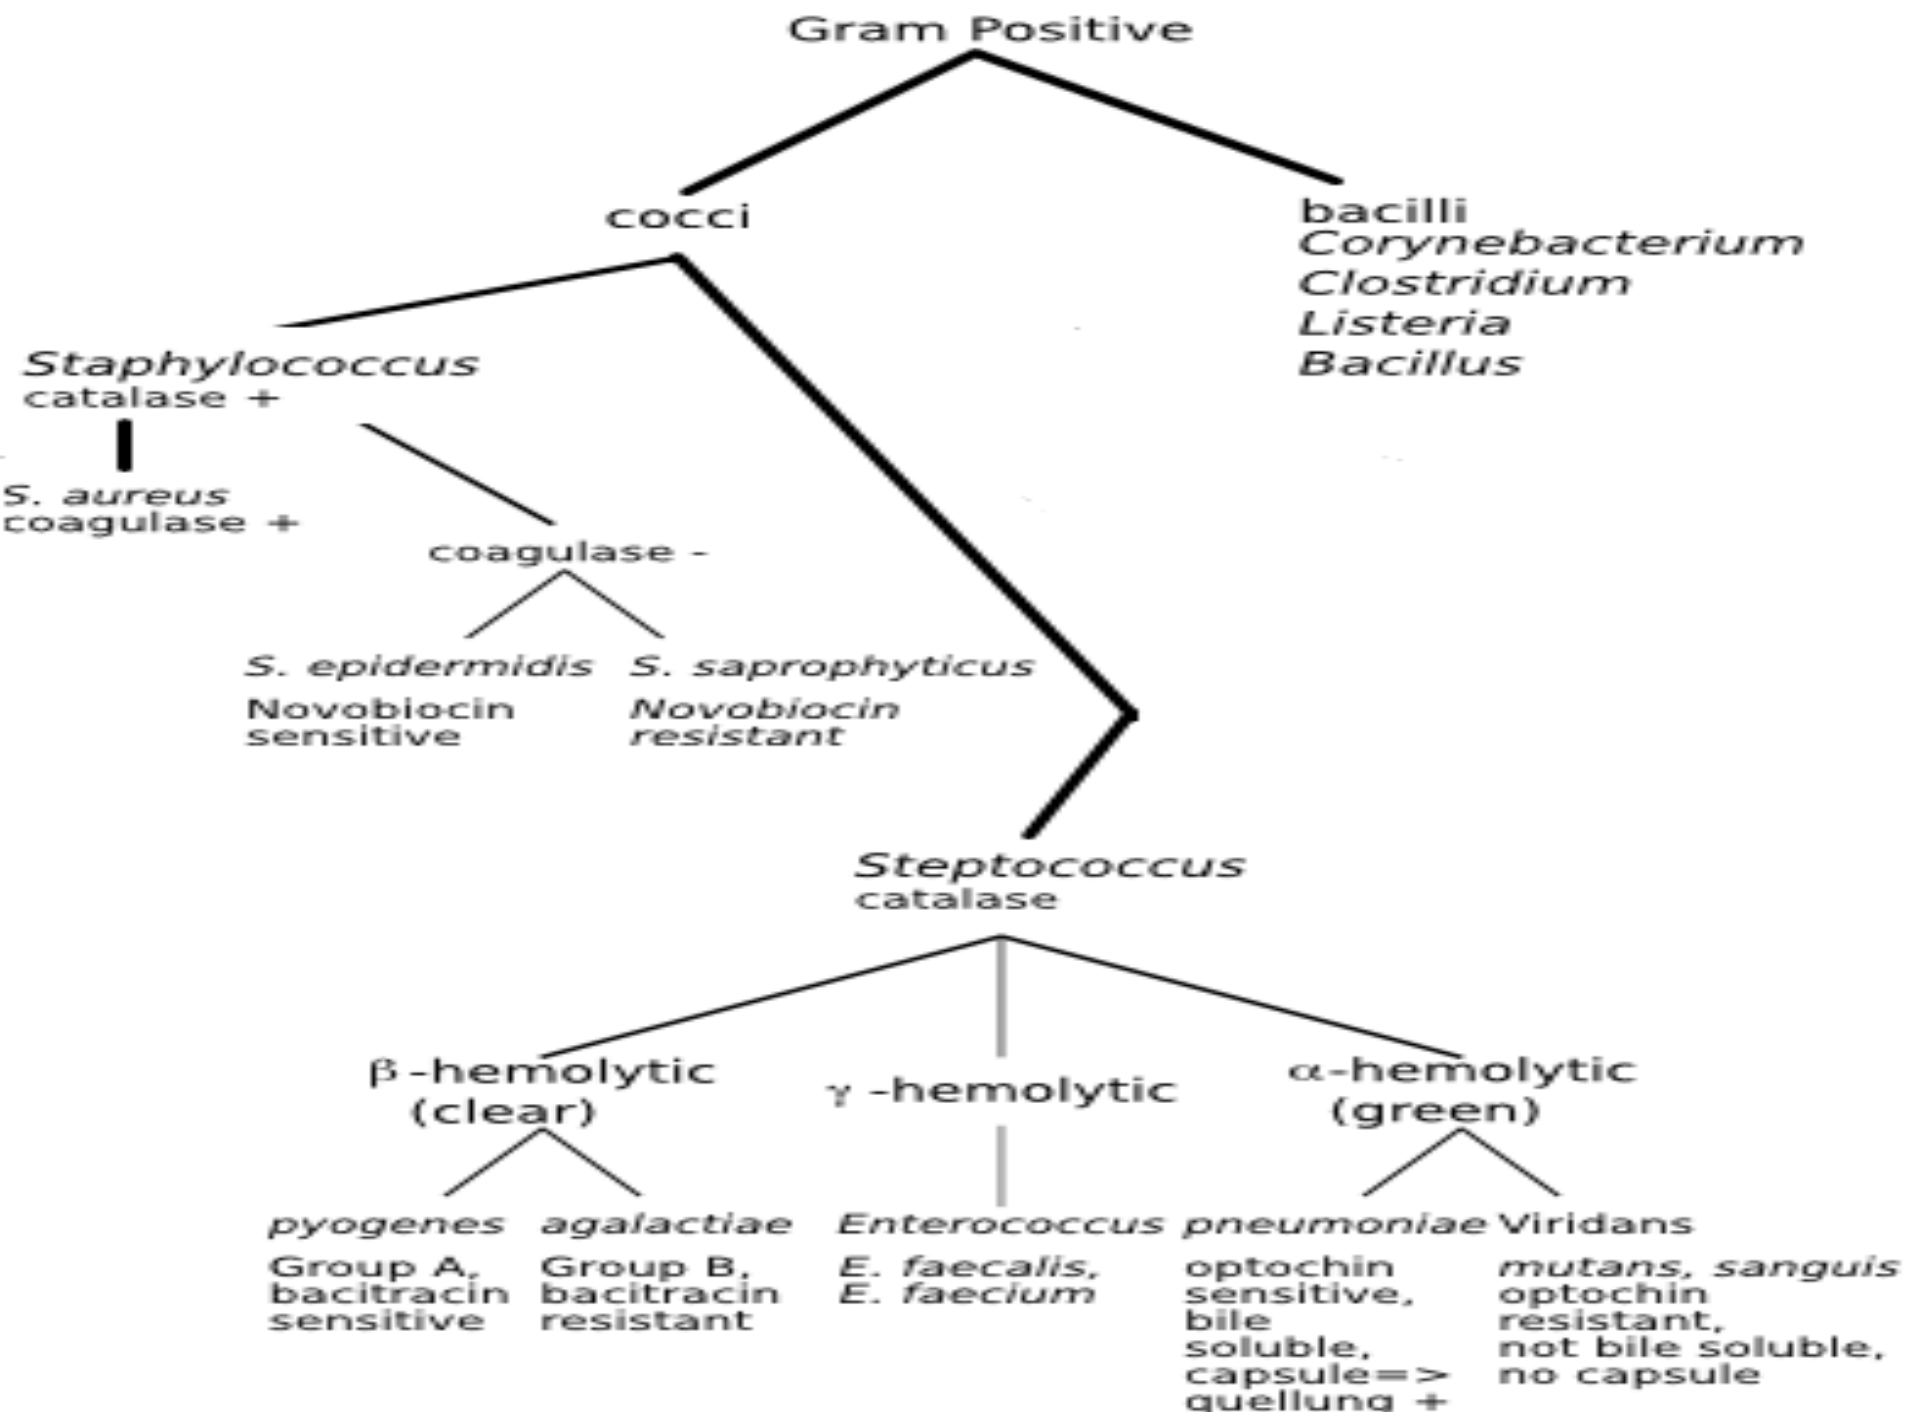 Gram Positive
cocci
bacilli
Corynebacterium
Clostridium
Listeria
Bacillus
Staphylococcus
catalase +
S. aureus
coagulase +
coagulase -
S. epidermidis
Novobiocin
sensitive
S. saprophyticus
Novobiocin
resistant
Steptococcus
catalase
β-hemolytic
(clear)
γ -hemolytic
α-hemolytic
(green)
pyogenes
Group A,
bacitracin
sensitive
agalactiae
Group B,
bacitracin
resistant
Enterococcus
E. faecalis,
E. faecium
pneumoniae
optochin
sensitive,
bile
soluble,
capsule=>
quellung +
Viridans
mutans, sanguis
optochin
resistant,
not bile soluble,
no capsule